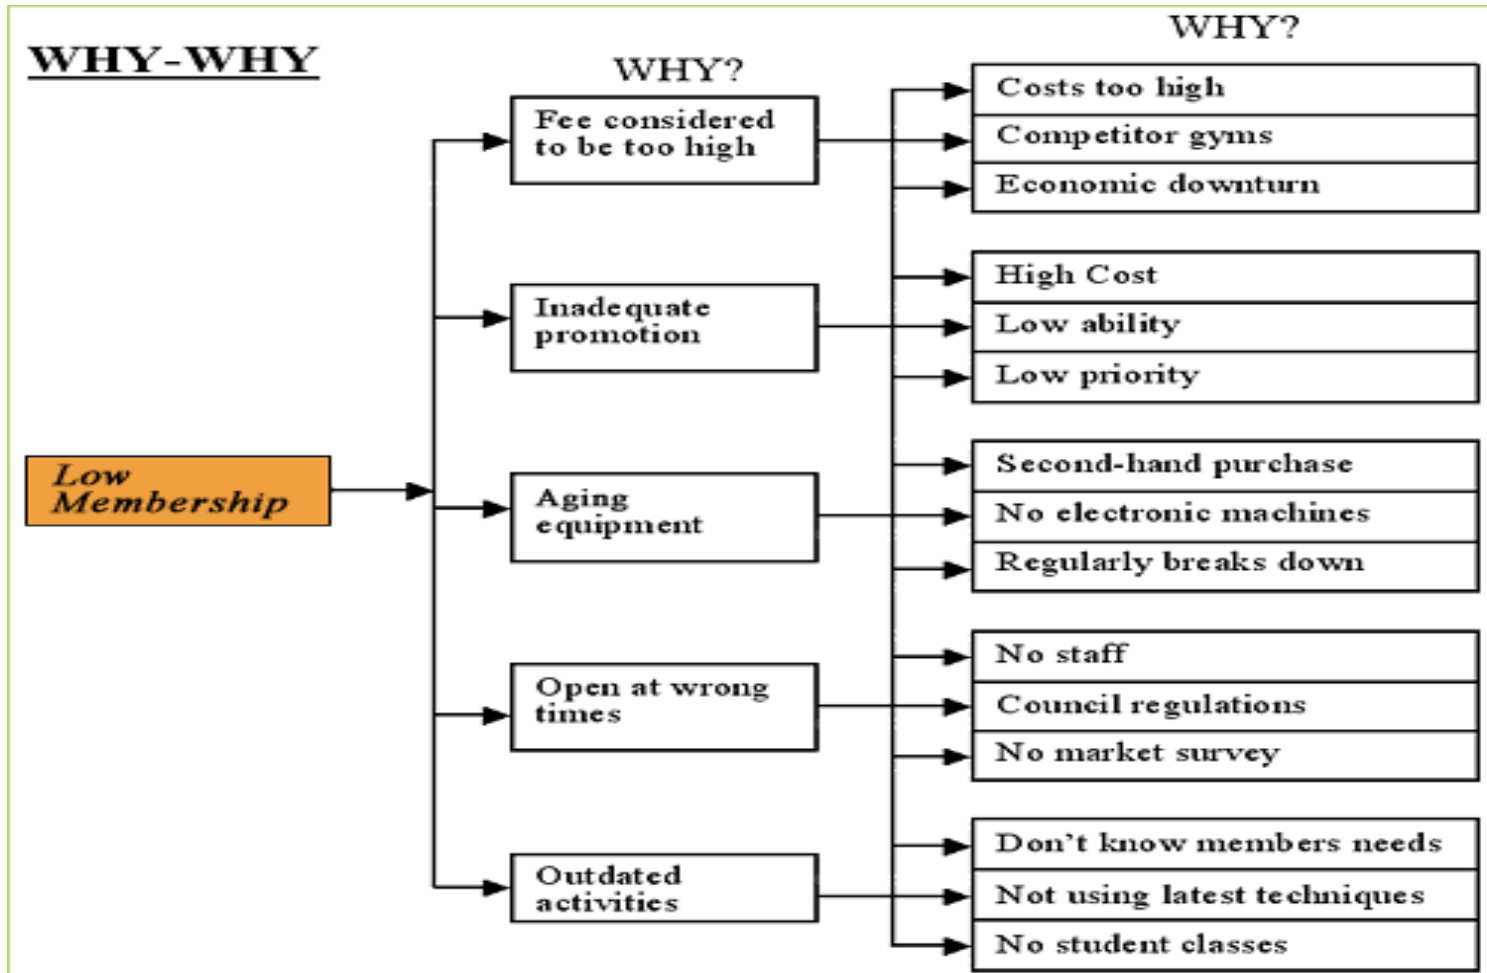 WHY-WHY
WHY?
WHY?
Low
Membership
Fee considered
to be too high
Costs too high
Competitor gyms
Economic downturn
Inadequate
promotion
High Cost
Low ability
Low priority
Aging
equipment
Second-hand purchase
No electronic machines
Regularly breaks down
Open at wrong
times
No staff
Council regulations
No market survey
Outdated
activities
Don't know members needs
Not using latest techniques
No student classes